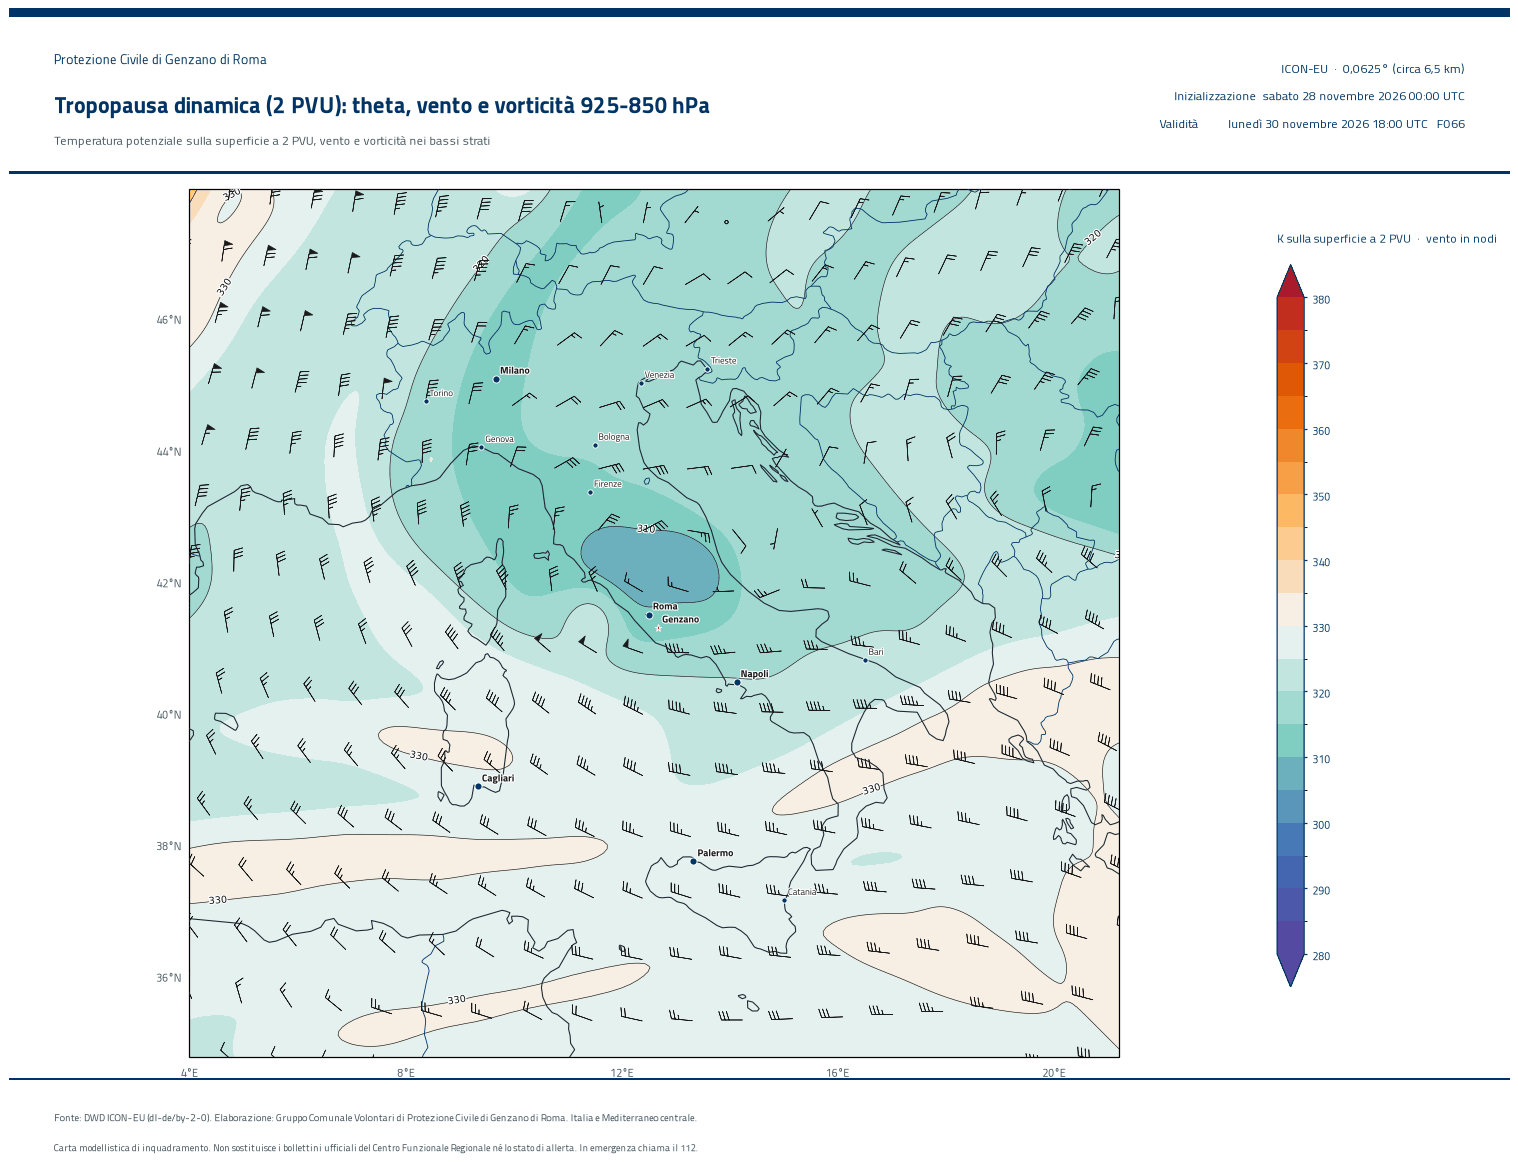 Protezione Civile di Genzano di Roma
Tropopausa dinamica (2 PVU): theta, vento e vorticità 925-850 hPa
Temperatura potenziale sulla superficie a 2 PVU, vento e vorticità nei bassi strati
ICON-EU · 0,0625° (circa 6,5 km)
Inizializzazione sabato 28 novembre 2026 00:00 UTC
Validità lunedì 30 novembre 2026 18:00 UTC F066
K sulla superficie a 2 PVU · vento in nodi
380
370
360
350
340
330
320
310
300
290
280
46°N
44°N
42°N
40°N
38°N
36°N
4°E
8°E
12°E
16°E
20°E
330
320
320
330
Milano
Torino
Venezia
Trieste
Genova
Bologna
Firenze
310
Roma
Genzano
Bari
Napoli
330
Cagliari
330
Palermo
Catania
330
330
Fonte: DWD ICON-EU (dl-de/by-2-0). Elaborazione: Gruppo Comunale Volontari di Protezione Civile di Genzano di Roma. Italia e Mediterraneo centrale.
Carta modellistica di inquadramento. Non sostituisce i bollettini ufficiali del Centro Funzionale Regionale né lo stato di allerta. In emergenza chiama il 112.